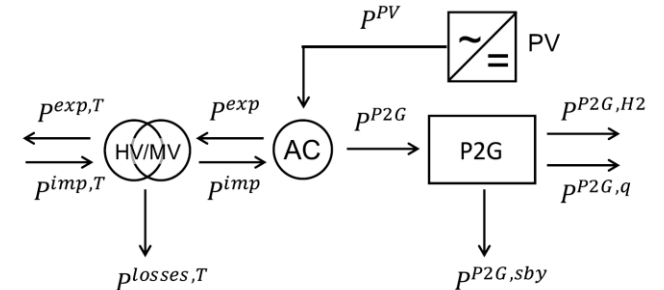 P^{PV}
~
=
PV
P^{exp,T}
P^{exp}
P^{P2G}
P^{P2G,H2}
HV/MV
AC
P2G
P^{imp,T}
P^{imp}
P^{P2G,q}
P^{losses,T}
P^{P2G,sby}